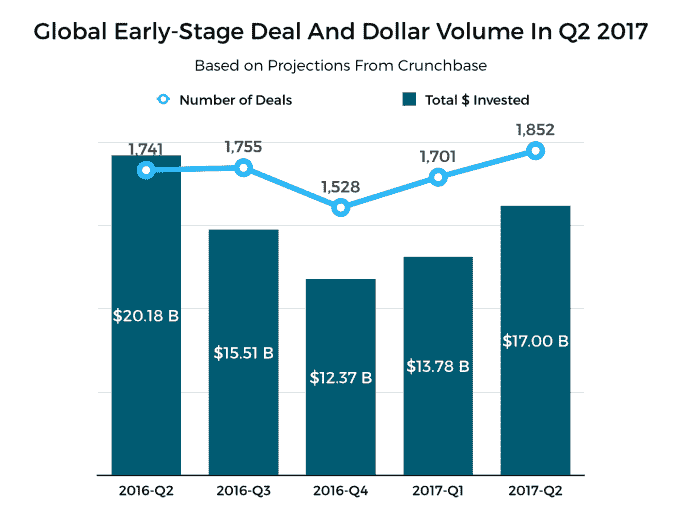 Global Early-Stage Deal And Dollar Volume In Q2 2017
Based on Projections From Crunchbase
Number of Deals
Total $ Invested
1,741
1,755
1,528
1,701
1,852
$20.18 B
$15.51 B
$12.37 B
$13.78 B
$17.00 B
2016-Q2
2016-Q3
2016-Q4
2017-Q1
2017-Q2